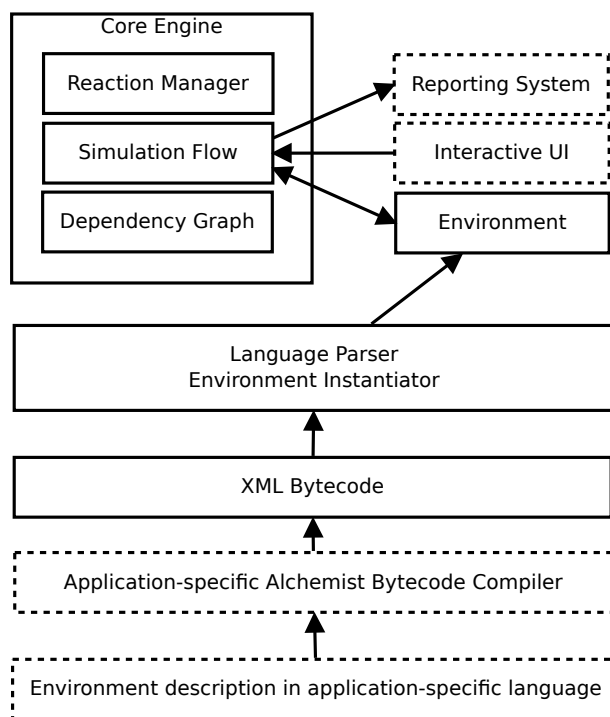 Core Engine
Reaction Manager
Reporting System
Simulation Flow
Interactive UI
Dependency Graph
Environment
Language Parser
Environment Instantiator
XML Bytecode
Application-specific Alchemist Bytecode Compiler
Environment description in application-specific language